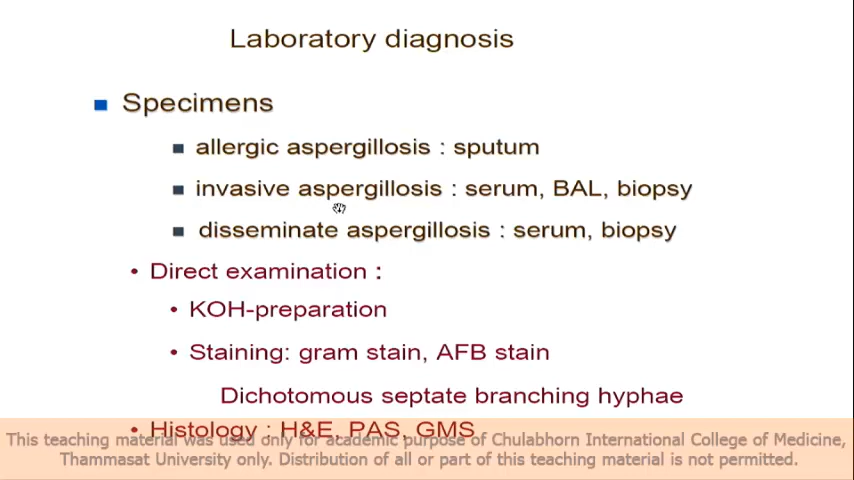 Laboratory diagnosis
Specimens
allergic aspergillosis : sputum
invasive aspergillosis : serum, BAL, biopsy
disseminate aspergillosis : serum, biopsy
Direct examination :
KOH-preparation
Staining: gram stain, AFB stain
Dichotomous septate branching hyphae
Histology : H&E, PAS, GMS
This teaching material was used only for academic purpose of Chulabhorn International College of Medicine,
Thammasat University only. Distribution of all or part of this teaching material is not permitted.